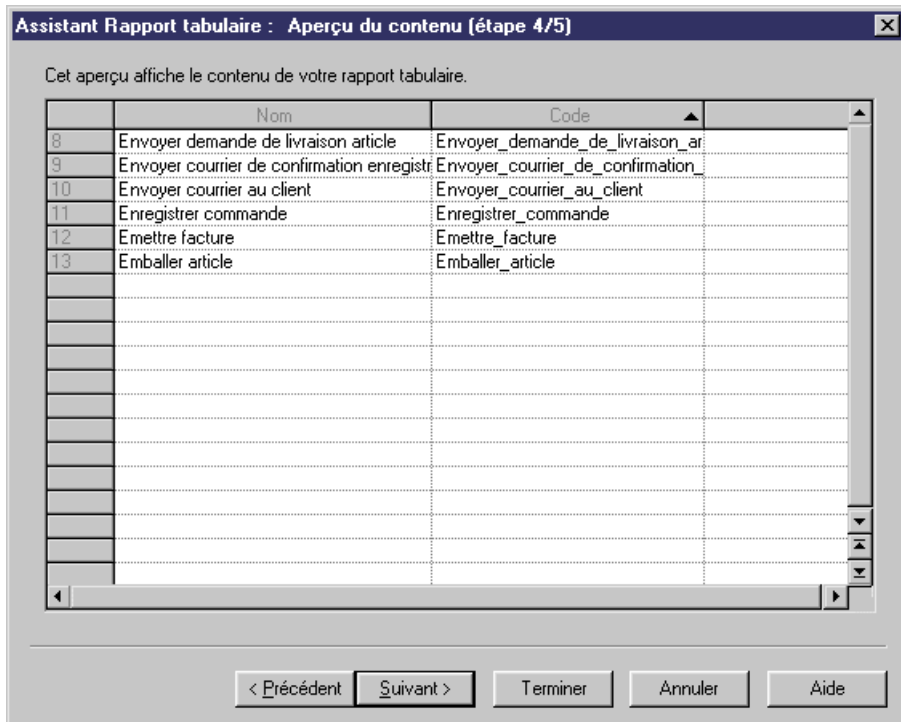 Assistant Rapport tabulaire : Aperçu du contenu (étape 4/5)
Cet aperçu affiche le contenu de votre rapport tabulaire.
Nom Code
8 Envoyer demande de livraison article Envoyer_demande_de_livraison_ar
9 Envoyer courrier de confirmation enregistr Envoyer_courrier_de_confirmation_
10 Envoyer courrier au client Envoyer_courrier_au_client
11 Enregistrer commande Enregistrer_commande
12 Emettre facture Emettre_facture
13 Emballer article Emballer_article
< Précédent Suivant > Terminer Annuler Aide